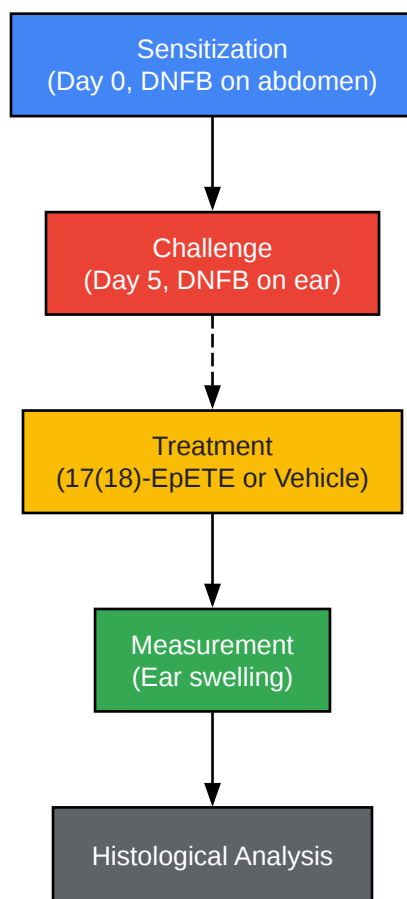 Sensitization
(Day 0, DNFB on abdomen)
Challenge
(Day 5, DNFB on ear)
Treatment
(17(18)-EpETE or Vehicle)
Measurement
(Ear swelling)
Histological Analysis